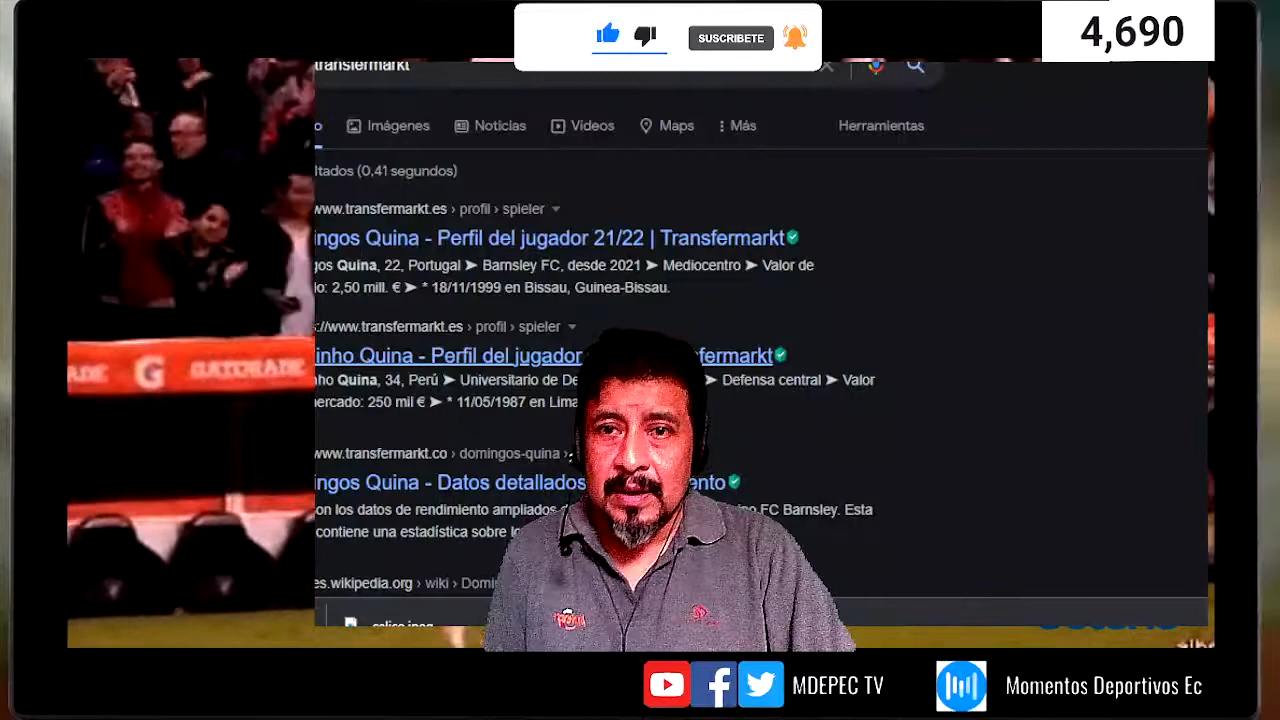 4,690
SUSCRIBETE
transfermarkt
Imágenes Noticias Videos Maps Más Herramientas
ltados (0,41 segundos)
www.transfermarkt.es › profil › spieler
ingos Quina - Perfil del jugador 21/22 | Transfermarkt
gos Quina, 22, Portugal ➤ Barnsley FC, desde 2021 ➤ Mediocentro ➤ Valor de
do: 2,50 mill. € ➤ * 18/11/1999 en Bissau, Guinea-Bissau.
://www.transfermarkt.es › profil › spieler
inho Quina - Perfil del jugador fermarkt
nho Quina, 34, Perú ➤ Universitario de De ➤ Defensa central ➤ Valor
ercado: 250 mil € ➤ * 11/05/1987 en Lima
www.transfermarkt.co › domingos-quina ›
ingos Quina - Datos detallados ento
on los datos de rendimiento ampliados FC Barnsley. Esta
contiene una estadística sobre
es.wikipedia.org › wiki › Domi
G GATORADE
MDEPEC TV
Momentos Deportivos Ec